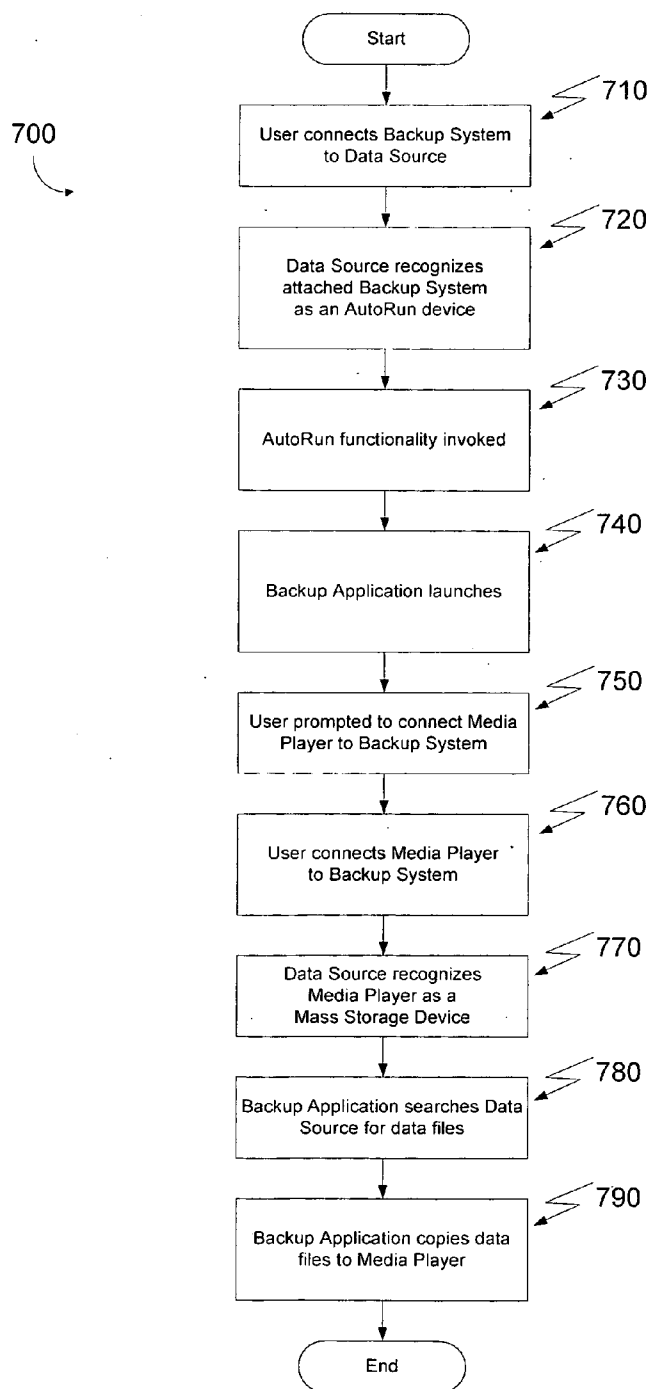 Start
710
700
User connects Backup System
to Data Source
720
Data Source recognizes
attached Backup System
as an AutoRun device
730
AutoRun functionality invoked
740
Backup Application launches
750
User prompted to connect Media
Player to Backup System
760
User connects Media Player
to Backup System
770
Data Source recognizes
Media Player as a
Mass Storage Device
780
Backup Application searches Data
Source for data files
790
Backup Application copies data
files to Media Player
End